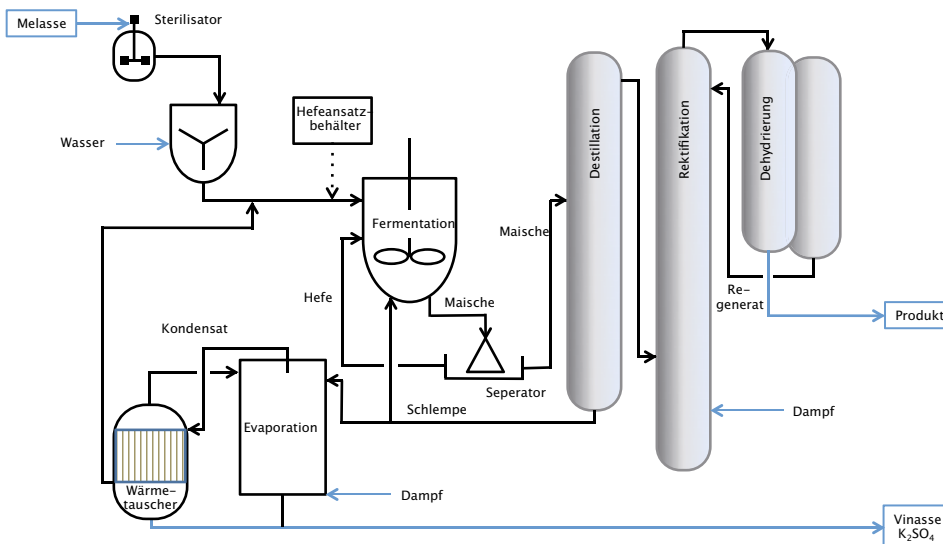 Melasse
Sterilisator
Wasser
Hefeansatz-
behälter
Fermentation
Maische
Destillation
Rektifikation
Dehydrierung
Hefe
Maische
Re-
generat
Produkt
Kondensat
Seperator
Schlempe
Dampf
Evaporation
Wärme-
tauscher
Dampf
Vinasse
K₂SO₄